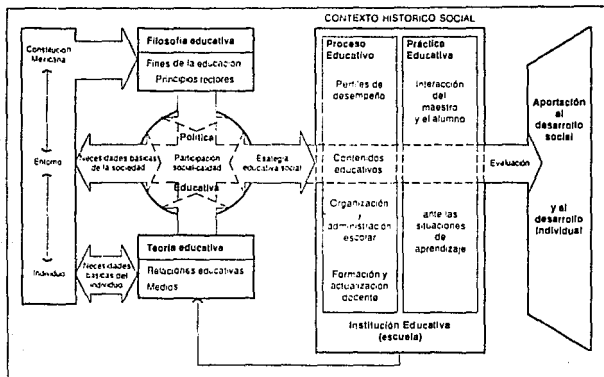 CONTEXTO HISTORICO SOCIAL
Constitución
Mexicana
Entorno
Individuo
Filosofía educativa
Fines de la educación
Principios rectores
Política
Necesidades básicas
de la sociedad
Participación
social-calidad
Estrategia
educativa social
Educativa
Teoría educativa
Relaciones educativas
Medios
Necesidades
básicas del
individuo
Proceso
Educativo
Perfiles de
desempeño
Contenidos
educativos
Organización
y
administración
escolar
Formación y
actualización
docente
Práctica
Educativa
Interacción
del
maestro
y el alumno
ante las
situaciones
de
aprendizaje
Institución Educativa
(escuela)
Evaluación
Aportación
al
desarrollo
social
y al
desarrollo
individual